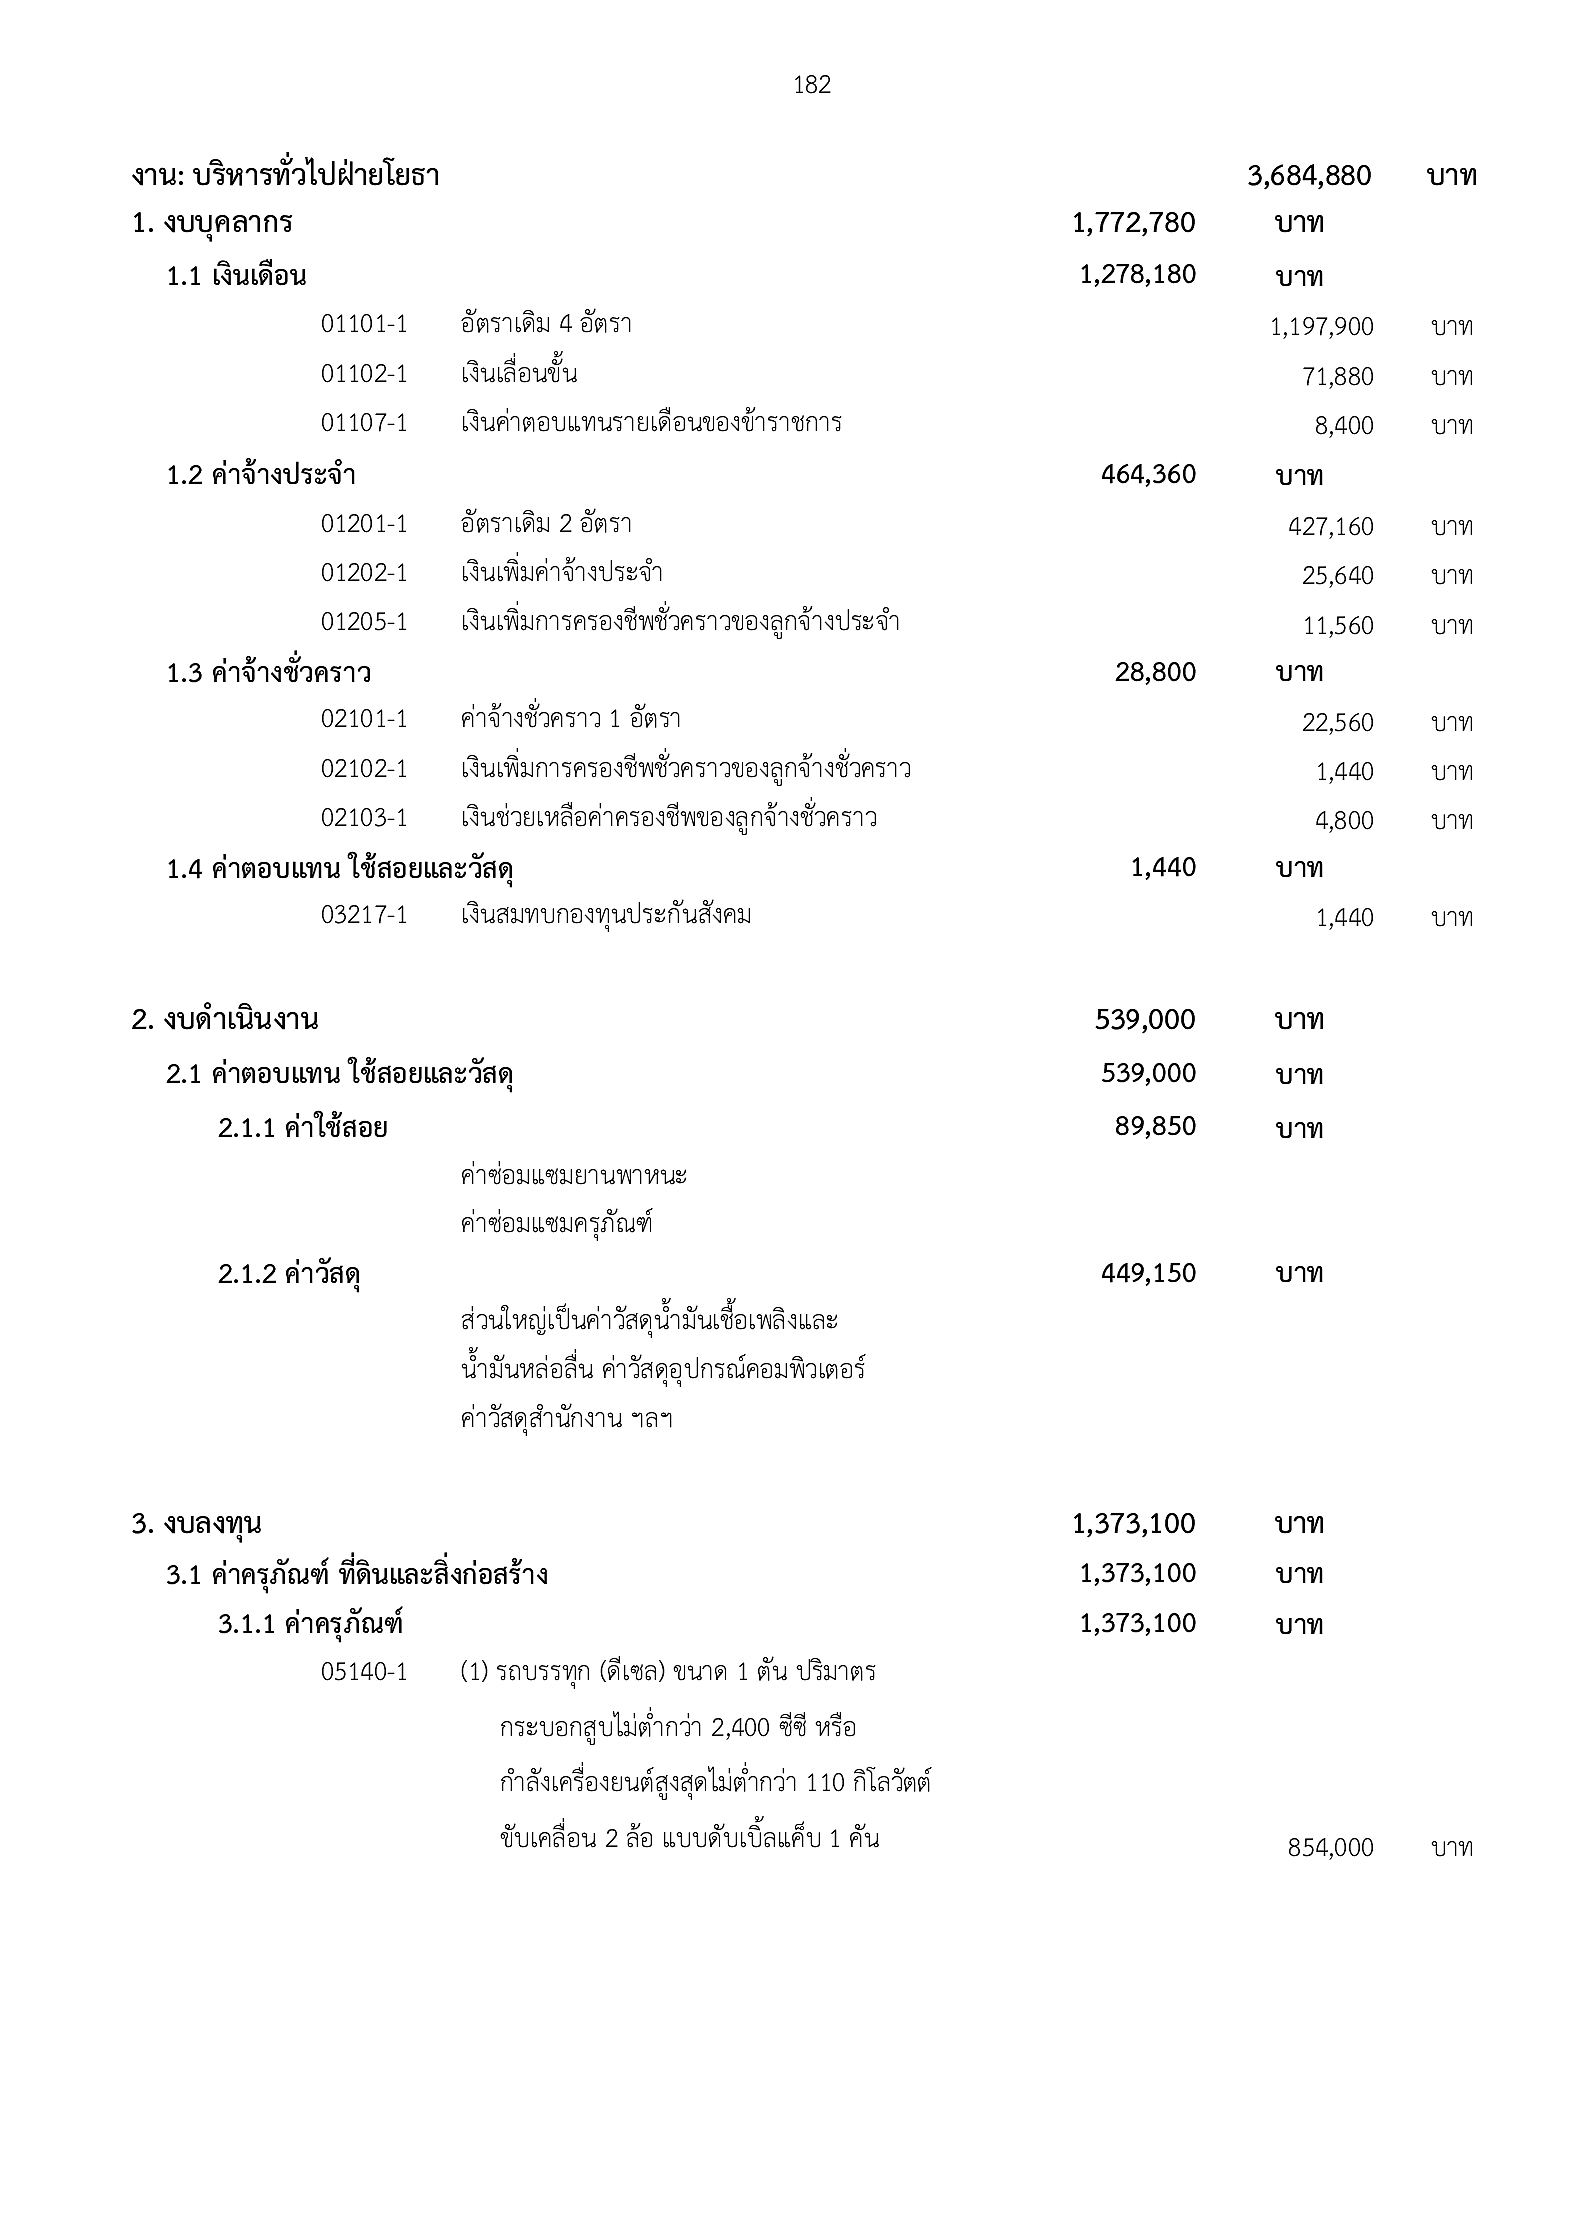 182
งาน: บริหารทั่วไปฝ่ายโยธา 3,684,880 บาท
1. งบบุคลากร 1,772,780 บาท
1.1 เงินเดือน 1,278,180 บาท
01101-1 อัตราเดิม 4 อัตรา 1,197,900 บาท
01102-1 เงินเลื่อนขั้น 71,880 บาท
01107-1 เงินค่าตอบแทนรายเดือนของข้าราชการ 8,400 บาท
1.2 ค่าจ้างประจำ 464,360 บาท
01201-1 อัตราเดิม 2 อัตรา 427,160 บาท
01202-1 เงินเพิ่มค่าจ้างประจำ 25,640 บาท
01205-1 เงินเพิ่มการครองชีพชั่วคราวของลูกจ้างประจำ 11,560 บาท
1.3 ค่าจ้างชั่วคราว 28,800 บาท
02101-1 ค่าจ้างชั่วคราว 1 อัตรา 22,560 บาท
02102-1 เงินเพิ่มการครองชีพชั่วคราวของลูกจ้างชั่วคราว 1,440 บาท
02103-1 เงินช่วยเหลือค่าครองชีพของลูกจ้างชั่วคราว 4,800 บาท
1.4 ค่าตอบแทน ใช้สอยและวัสดุ 1,440 บาท
03217-1 เงินสมทบกองทุนประกันสังคม 1,440 บาท
2. งบดำเนินงาน 539,000 บาท
2.1 ค่าตอบแทน ใช้สอยและวัสดุ 539,000 บาท
2.1.1 ค่าใช้สอย 89,850 บาท
ค่าซ่อมแซมยานพาหนะ
ค่าซ่อมแซมครุภัณฑ์
2.1.2 ค่าวัสดุ 449,150 บาท
ส่วนใหญ่เป็นค่าวัสดุน้ำมันเชื้อเพลิงและ
น้ำมันหล่อลื่น ค่าวัสดุอุปกรณ์คอมพิวเตอร์
ค่าวัสดุสำนักงาน ฯลฯ
3. งบลงทุน 1,373,100 บาท
3.1 ค่าครุภัณฑ์ ที่ดินและสิ่งก่อสร้าง 1,373,100 บาท
3.1.1 ค่าครุภัณฑ์ 1,373,100 บาท
05140-1 (1) รถบรรทุก (ดีเซล) ขนาด 1 ตัน ปริมาตร
กระบอกสูบไม่ต่ำกว่า 2,400 ซีซี หรือ
กำลังเครื่องยนต์สูงสุดไม่ต่ำกว่า 110 กิโลวัตต์
ขับเคลื่อน 2 ล้อ แบบดับเบิ้ลแค็บ 1 คัน 854,000 บาท